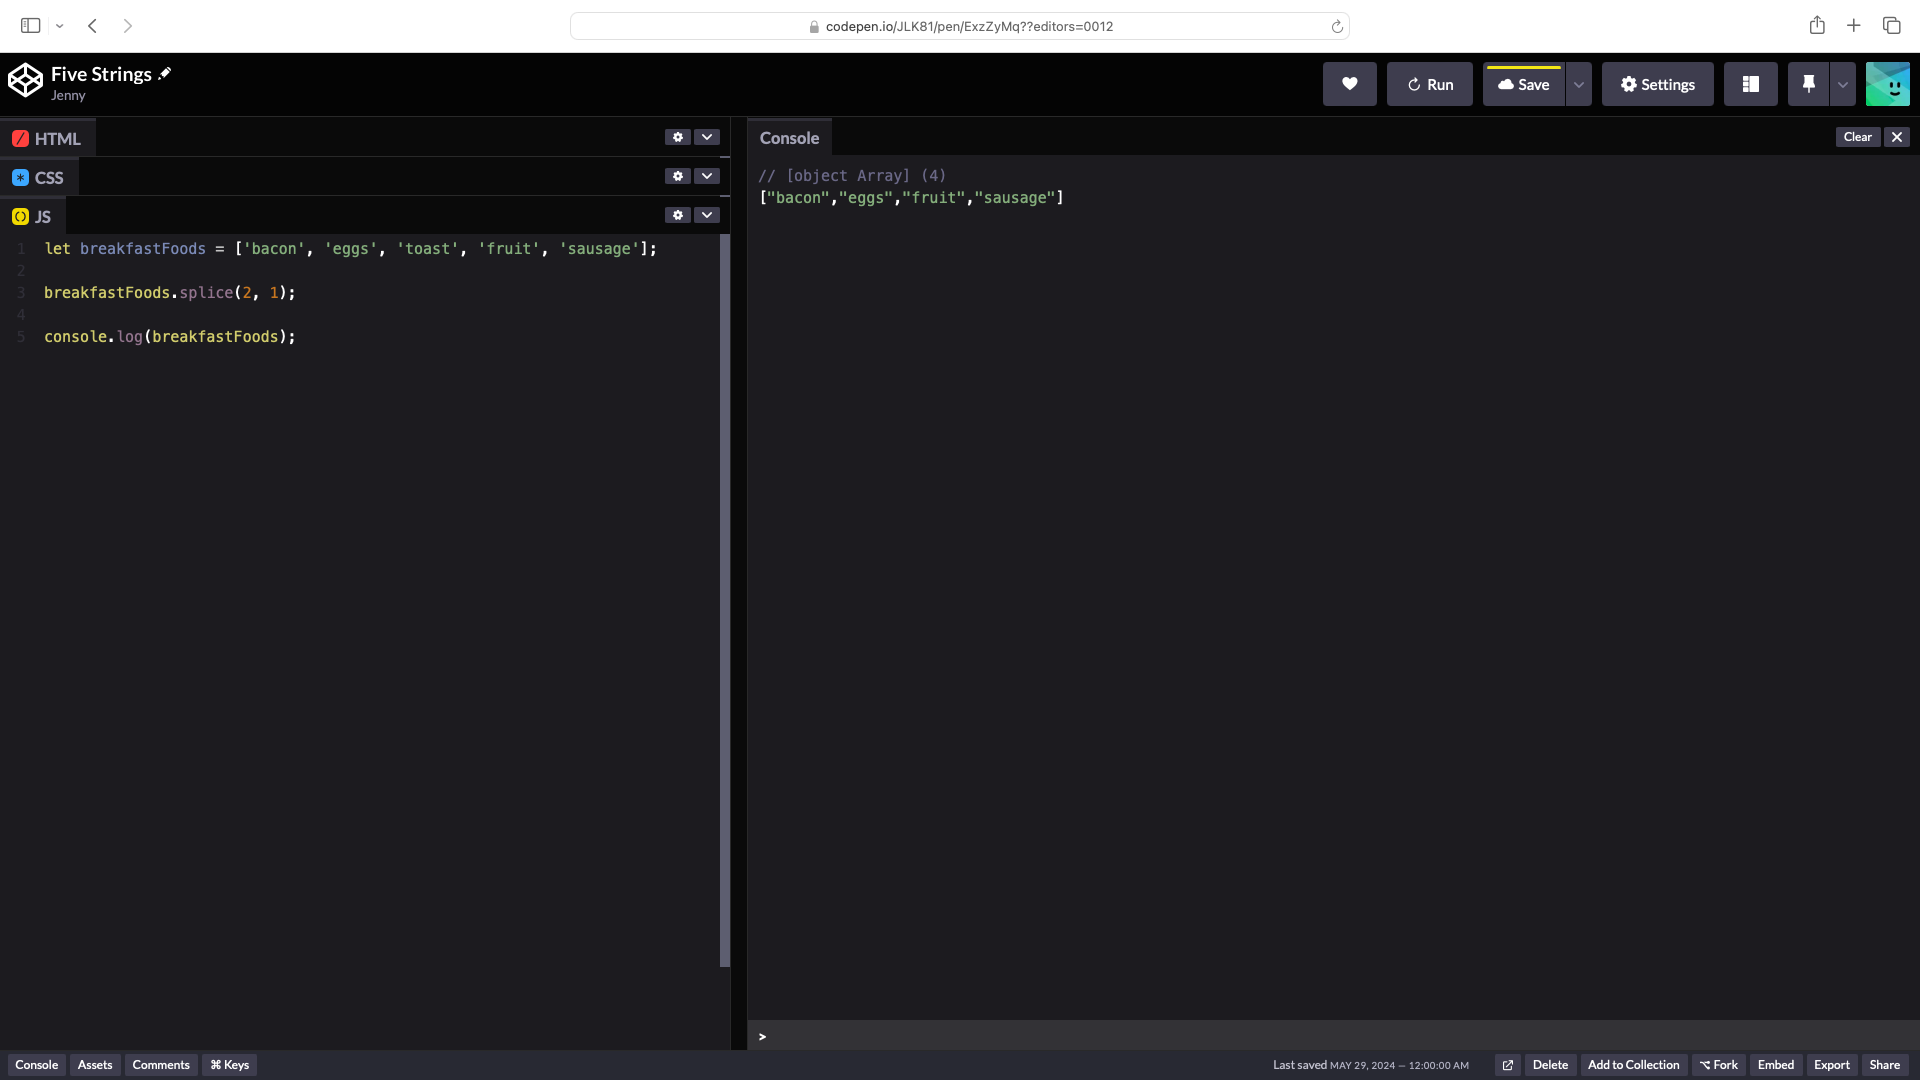 codepen.io/JLK81/pen/ExzZyMq??editors=0012
Five Strings
Jenny
Run
Save
Settings
HTML
CSS
JS
1 let breakfastFoods = ['bacon', 'eggs', 'toast', 'fruit', 'sausage'];
2
3 breakfastFoods.splice(2, 1);
4
5 console.log(breakfastFoods);
Console
Clear
// [object Array] (4)
["bacon","eggs","fruit","sausage"]
>
Console Assets Comments ⌘ Keys
Last saved MAY 29, 2024 — 12:00:00 AM
Delete Add to Collection ⌥ Fork Embed Export Share